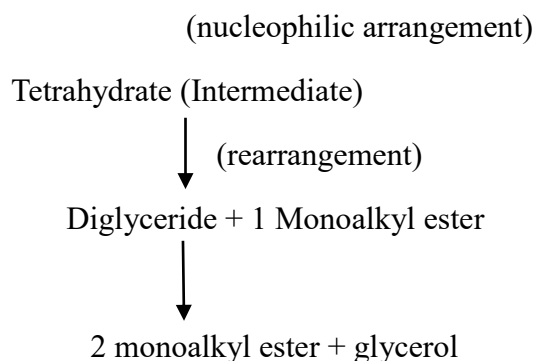 (nucleophilic arrangement)
Tetrahydrate (Intermediate)
(rearrangement)
Diglyceride + 1 Monoalkyl ester
2 monoalkyl ester + glycerol